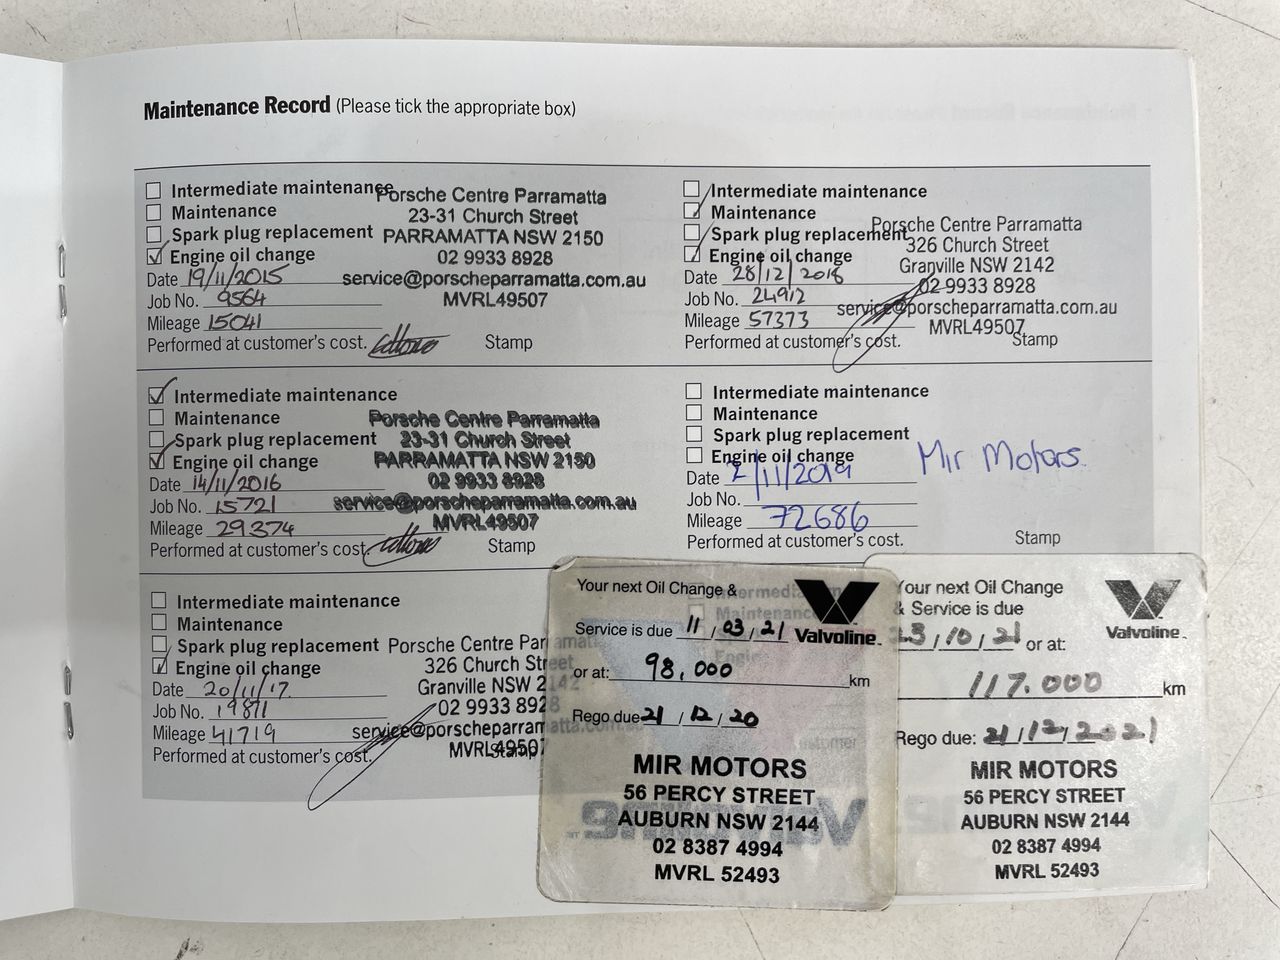 Maintenance Record (Please tick the appropriate box)
Intermediate maintenance
Maintenance
Spark plug replacement
Engine oil change
Date 19/11/2015
Job No. 9564
Mileage 15041
Performed at customer's cost.
Stamp
Porsche Centre Parramatta
23-31 Church Street
PARRAMATTA NSW 2150
02 9933 8928
service@porscheparramatta.com.au
MVRL49507
Intermediate maintenance
Maintenance
Spark plug replacement
Engine oil change
Date 28/12/2018
Job No. 24912
Mileage 57373
Performed at customer's cost.
Stamp
Porsche Centre Parramatta
326 Church Street
Granville NSW 2142
02 9933 8928
service@porscheparramatta.com.au
MVRL49507
Intermediate maintenance
Maintenance
Spark plug replacement
Engine oil change
Date 14/11/2016
Job No. 15721
Mileage 29374
Performed at customer's cost.
Stamp
Porsche Centre Parramatta
23-31 Church Street
PARRAMATTA NSW 2150
02 9933 8928
service@porscheparramatta.com.au
MVRL49507
Intermediate maintenance
Maintenance
Spark plug replacement
Engine oil change
Date 2/11/2019
Job No.
Mileage 72686
Performed at customer's cost.
Stamp
Mir Motors
Intermediate maintenance
Maintenance
Spark plug replacement
Engine oil change
Date 20/11/17
Job No. 19871
Mileage 41719
Performed at customer's cost.
Stamp
Porsche Centre Parramatta
326 Church Street
Granville NSW 2142
02 9933 8928
service@porscheparramatta.com.au
MVRL49507
Your next Oil Change &
Service is due 11/03/21
or at: 98,000 km
Rego due 21/12/20
Valvoline
MIR MOTORS
56 PERCY STREET
AUBURN NSW 2144
02 8387 4994
MVRL 52493
Your next Oil Change
& Service is due
23/10/21 or at:
117.000 km
Rego due: 21/12/2021
Valvoline
MIR MOTORS
56 PERCY STREET
AUBURN NSW 2144
02 8387 4994
MVRL 52493